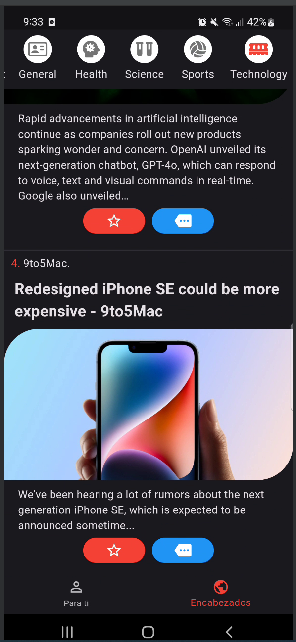 9:33
42%
: General Health Science Sports Technology
Rapid advancements in artificial intelligence
continue as companies roll out new products
sparking wonder and concern. OpenAI unveiled its
next-generation chatbot, GPT-4o, which can respond
to voice, text and visual commands in real-time.
Google also unveiled...
4. 9to5Mac.
Redesigned iPhone SE could be more
expensive - 9to5Mac
We've been hearing a lot of rumors about the next
generation iPhone SE, which is expected to be
announced sometime...
Para ti
Encabezados